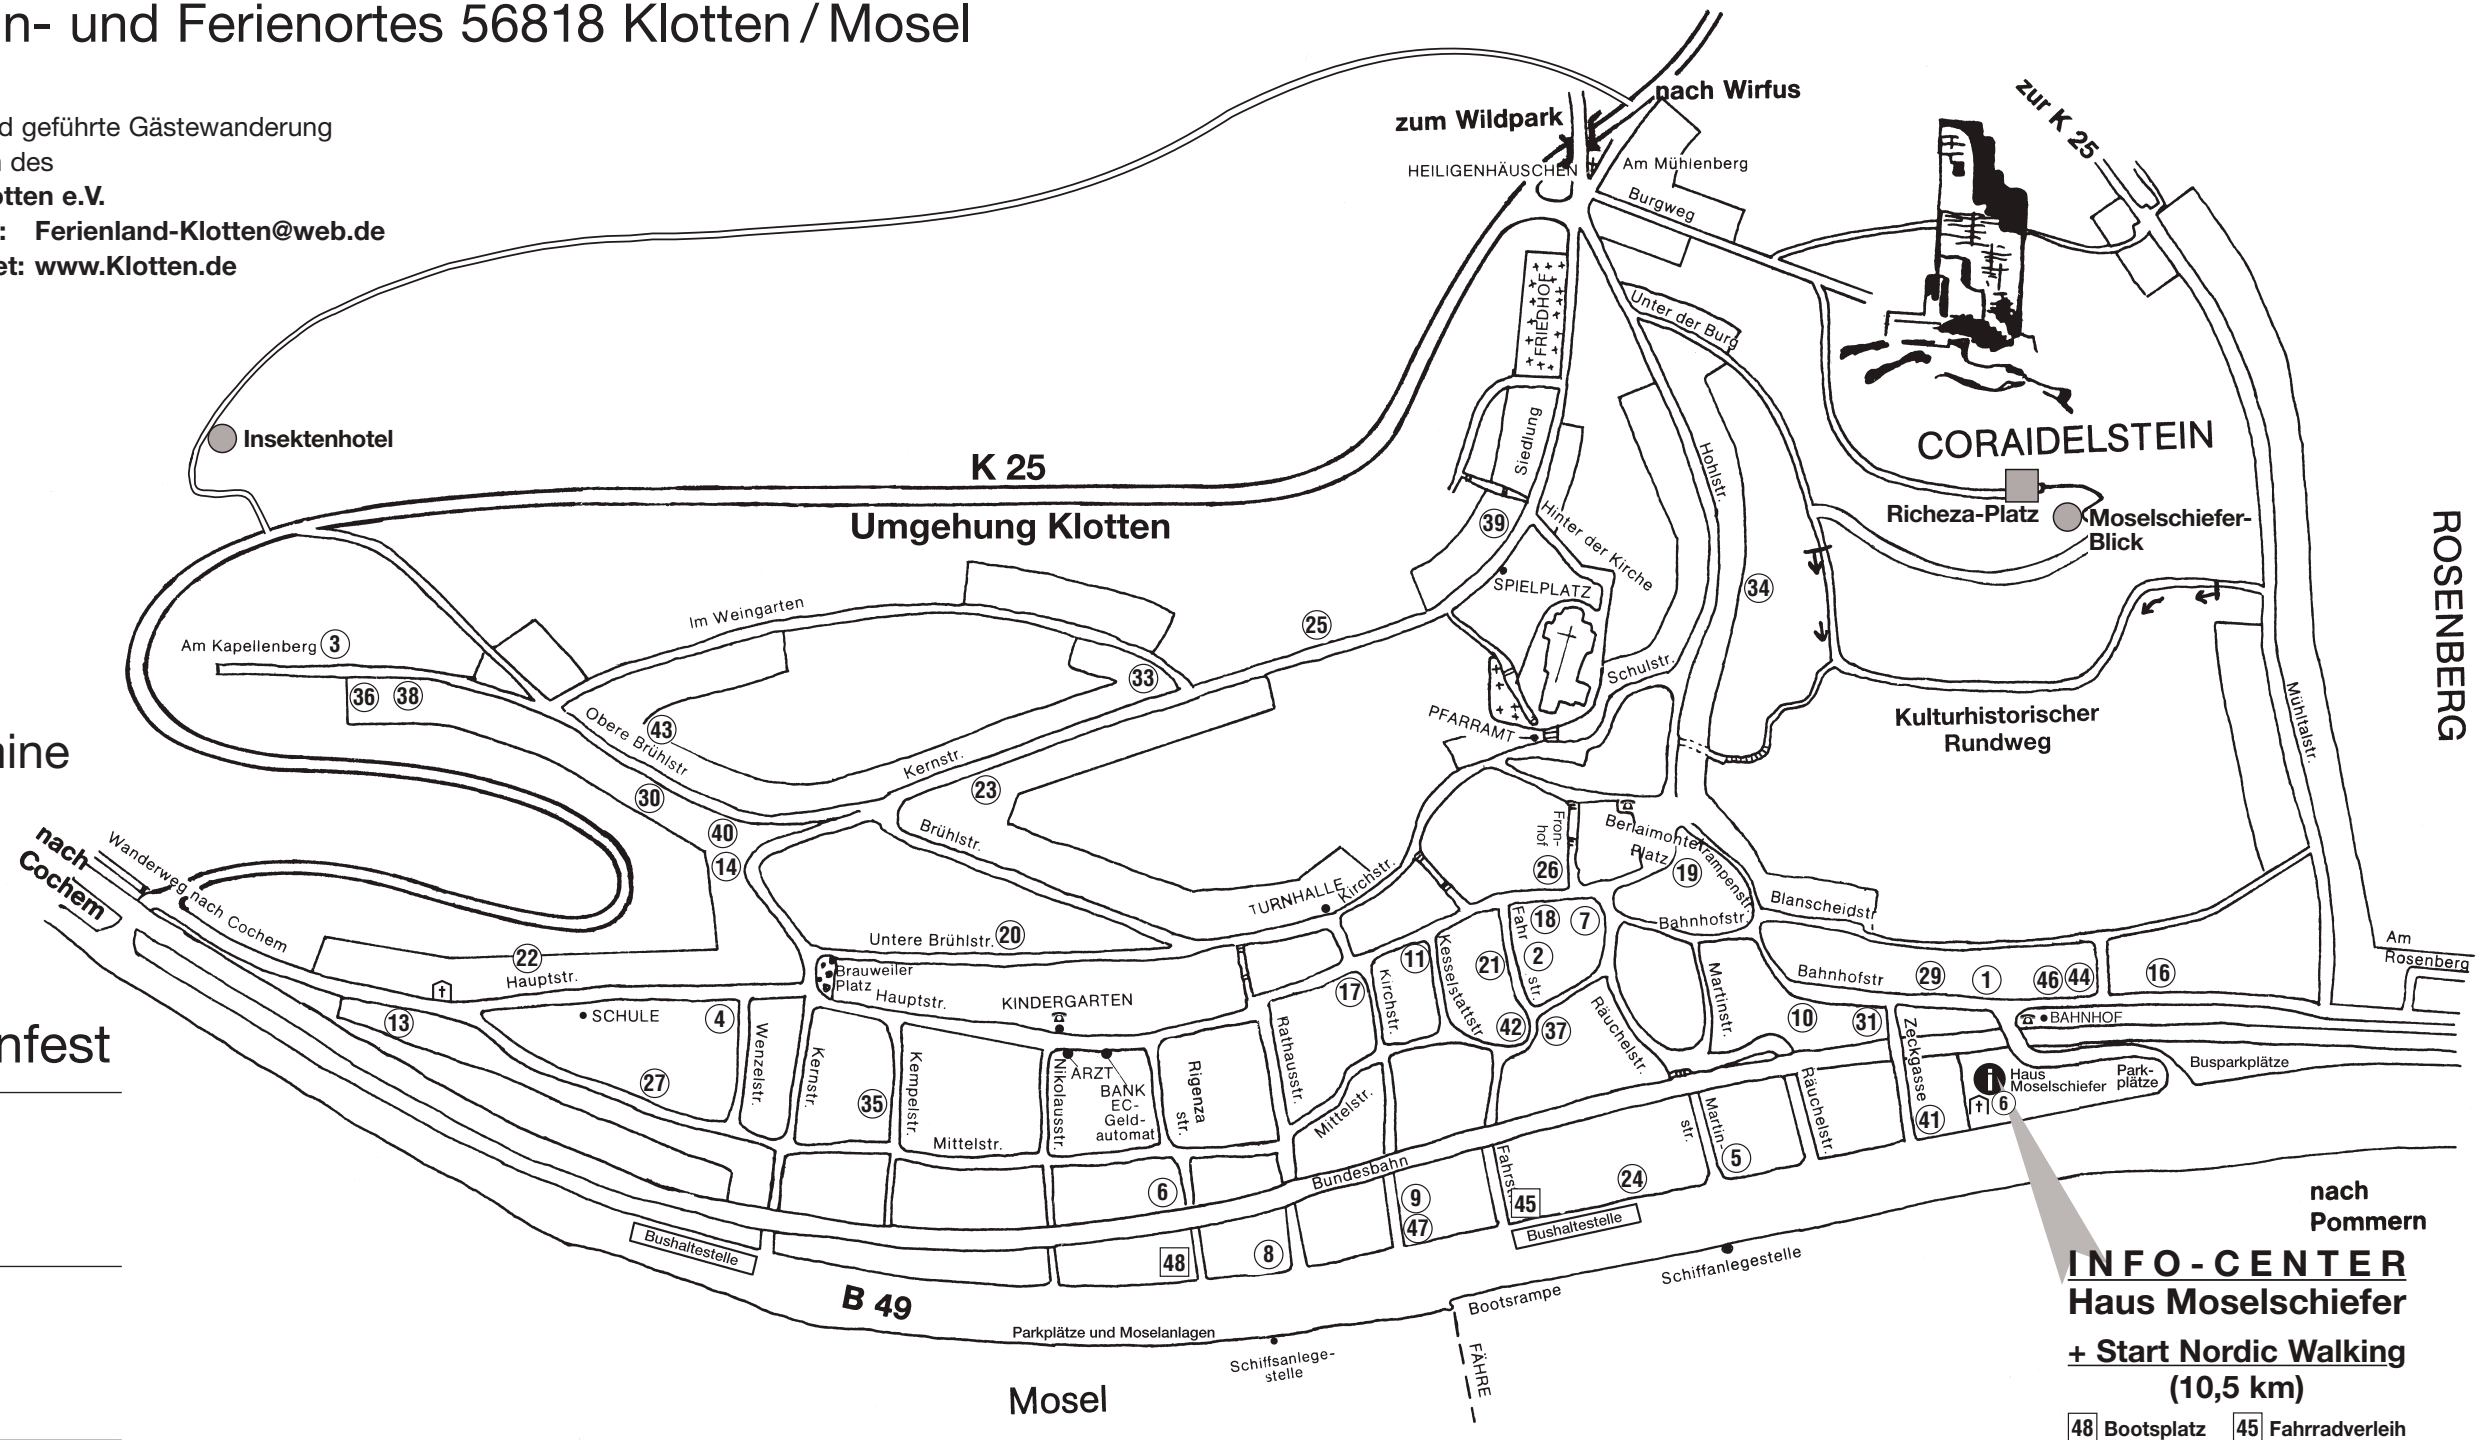 n- und Ferienortes 56818 Klotten / Mosel
d geführte Gästewanderung
n des
otten e.V.
: Ferienland-Klotten@web.de
et: www.Klotten.de
nine
nfest
zum Wildpark
nach Wirfus
zur K 25
HEILIGENHÄUSCHEN
Am Mühlenberg
Burgweg
FRIEDHOF
Unter der Burg
Insektenhotel
K 25
Umgehung Klotten
Siedlung
Hohlstr.
CORAIDELSTEIN
Richeza-Platz
Moselschiefer-
Blick
ROSENBERG
39
Hinter der Kirche
SPIELPLATZ
34
Im Weingarten
25
Am Kapellenberg
3
36
38
33
Schulstr.
PFARRAMT
Kulturhistorischer
Rundweg
Mühltalstr.
Obere Brühlstr
43
Kernstr.
30
23
40
14
Brühlstr.
nach
Cochem
Wanderweg nach Cochem
Fron-
hof
Berlaimonter
Platz
26
19
Trampenstr.
TURNHALLE
Kirchstr.
Blanscheidstr
Bahnhofstr.
Untere Brühlstr.
20
22
Hauptstr.
Brauweiler
Platz
Hauptstr.
KINDERGARTEN
11
Kesselstattstr.
21
Fahr
str.
18
7
2
Am
Rosenberg
Bahnhofstr
29
1
46
44
16
17
Kirchstr.
42
37
Räuchelstr.
Martinstr.
10
31
Zeckgasse
BAHNHOF
13
SCHULE
4
Wenzelstr.
Kernstr.
Kempelstr.
35
27
Nikolausstr.
ARZT
BANK
EC-
Geld-
automat
Rigenza
str.
Rathausstr.
Mittelstr.
Mittelstr.
Bundesbahn
Busparkplätze
Park-
plätze
i
Haus
Moselschiefer
6
41
Räuchelstr.
Martin-
str.
5
24
Fahrstr.
45
Bushaltestelle
9
47
6
8
48
Bushaltestelle
B 49
Parkplätze und Moselanlagen
Schiffsanlege-
stelle
Bootsrampe
FÄHRE
Schiffanlegestelle
Mosel
nach
Pommern
INFO-CENTER
Haus Moselschiefer
+ Start Nordic Walking
(10,5 km)
48 Bootsplatz 45 Fahrradverleih